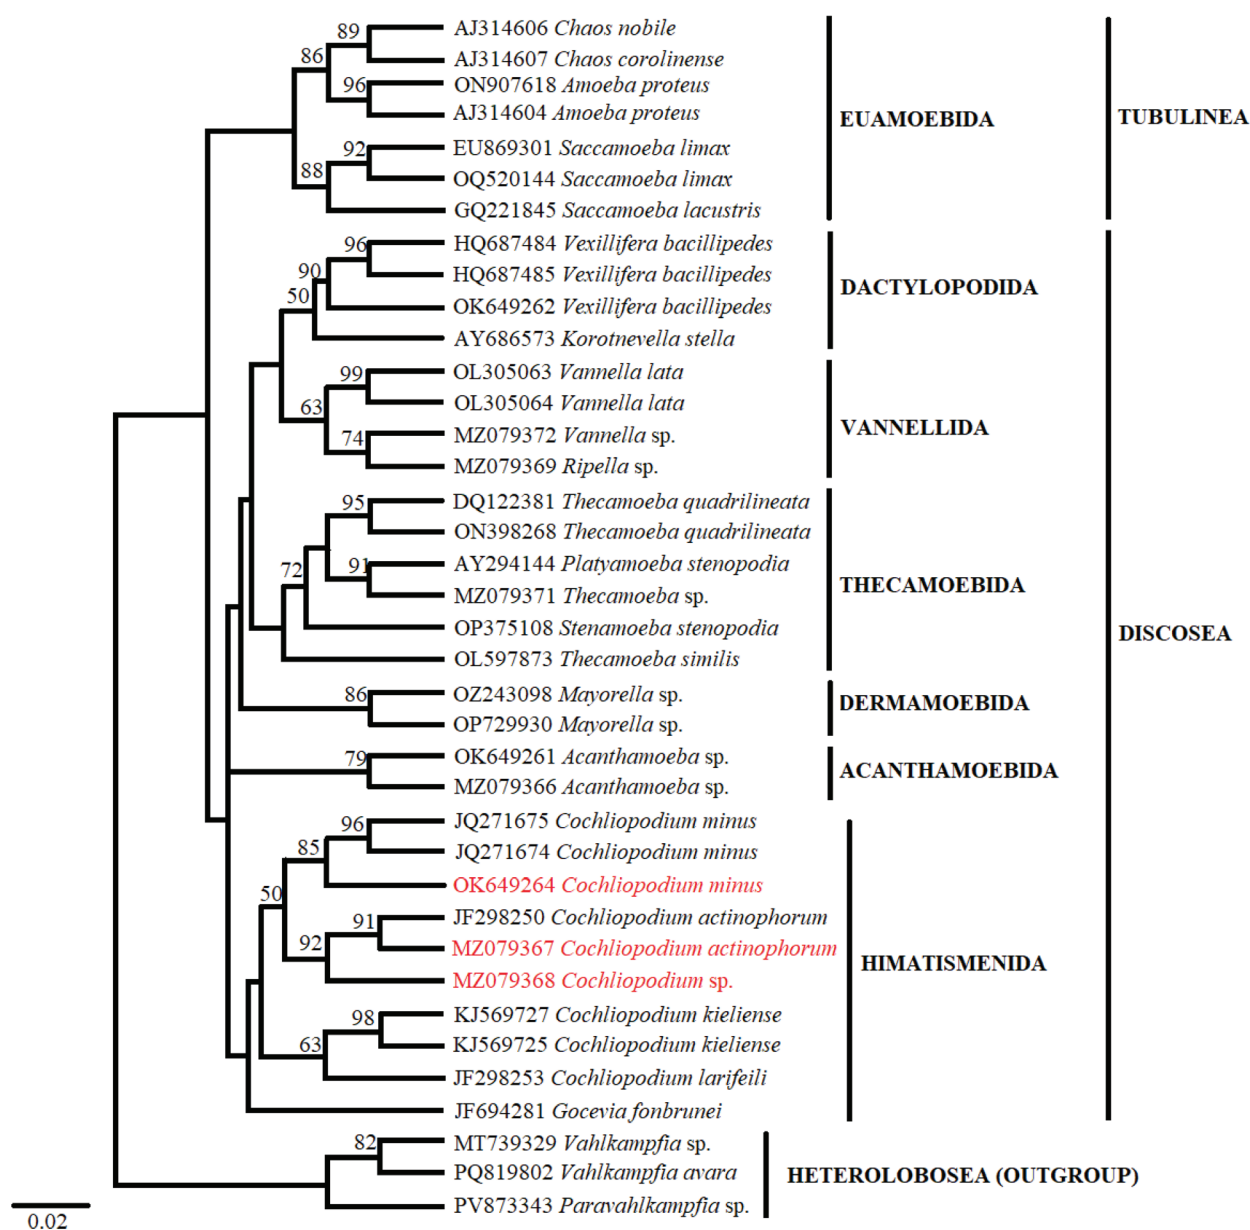 89
86
96
92
88
96
90
50
99
63
74
95
91
72
86
79
96
85
50
91
92
98
63
82
AJ314606 Chaos nobile
AJ314607 Chaos corolinense
ON907618 Amoeba proteus
AJ314604 Amoeba proteus
EU869301 Saccamoeba limax
OQ520144 Saccamoeba limax
GQ221845 Saccamoeba lacustris
HQ687484 Vexillifera bacillipedes
HQ687485 Vexillifera bacillipedes
OK649262 Vexillifera bacillipedes
AY686573 Korotnevella stella
OL305063 Vannella lata
OL305064 Vannella lata
MZ079372 Vannella sp.
MZ079369 Ripella sp.
DQ122381 Thecamoeba quadrilineata
ON398268 Thecamoeba quadrilineata
AY294144 Platyamoeba stenopodia
MZ079371 Thecamoeba sp.
OP375108 Stenamoeba stenopodia
OL597873 Thecamoeba similis
OZ243098 Mayorella sp.
OP729930 Mayorella sp.
OK649261 Acanthamoeba sp.
MZ079366 Acanthamoeba sp.
JQ271675 Cochliopodium minus
JQ271674 Cochliopodium minus
OK649264 Cochliopodium minus
JF298250 Cochliopodium actinophorum
MZ079367 Cochliopodium actinophorum
MZ079368 Cochliopodium sp.
KJ569727 Cochliopodium kieliense
KJ569725 Cochliopodium kieliense
JF298253 Cochliopodium larifeili
JF694281 Gocevia fonbrunei
MT739329 Vahlkampfia sp.
PQ819802 Vahlkampfia avara
PV873343 Paravahlkampfia sp.
EUAMOEBIDA
DACTYLOPODIDA
VANNELLIDA
THECAMOEBIDA
DERMAMOEBIDA
ACANTHAMOEBIDA
HIMATISMENIDA
HETEROLOBOSEA (OUTGROUP)
TUBULINEA
DISCOSEA
0.02